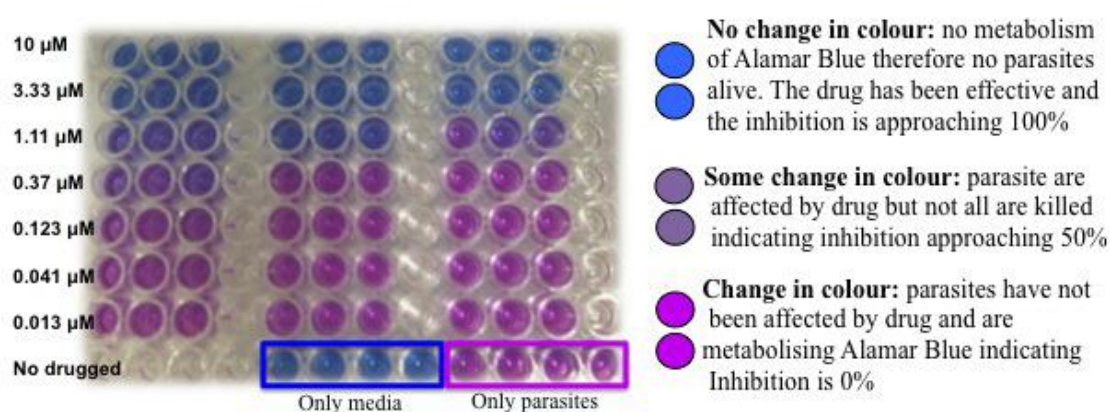 10 µM
3.33 µM
1.11 µM
0.37 µM
0.123 µM
0.041 µM
0.013 µM
No drugged
Only media
Only parasites
No change in colour: no metabolism
of Alamar Blue therefore no parasites
alive. The drug has been effective and
the inhibition is approaching 100%
Some change in colour: parasite are
affected by drug but not all are killed
indicating inhibition approaching 50%
Change in colour: parasites have not
been affected by drug and are
metabolising Alamar Blue indicating
Inhibition is 0%